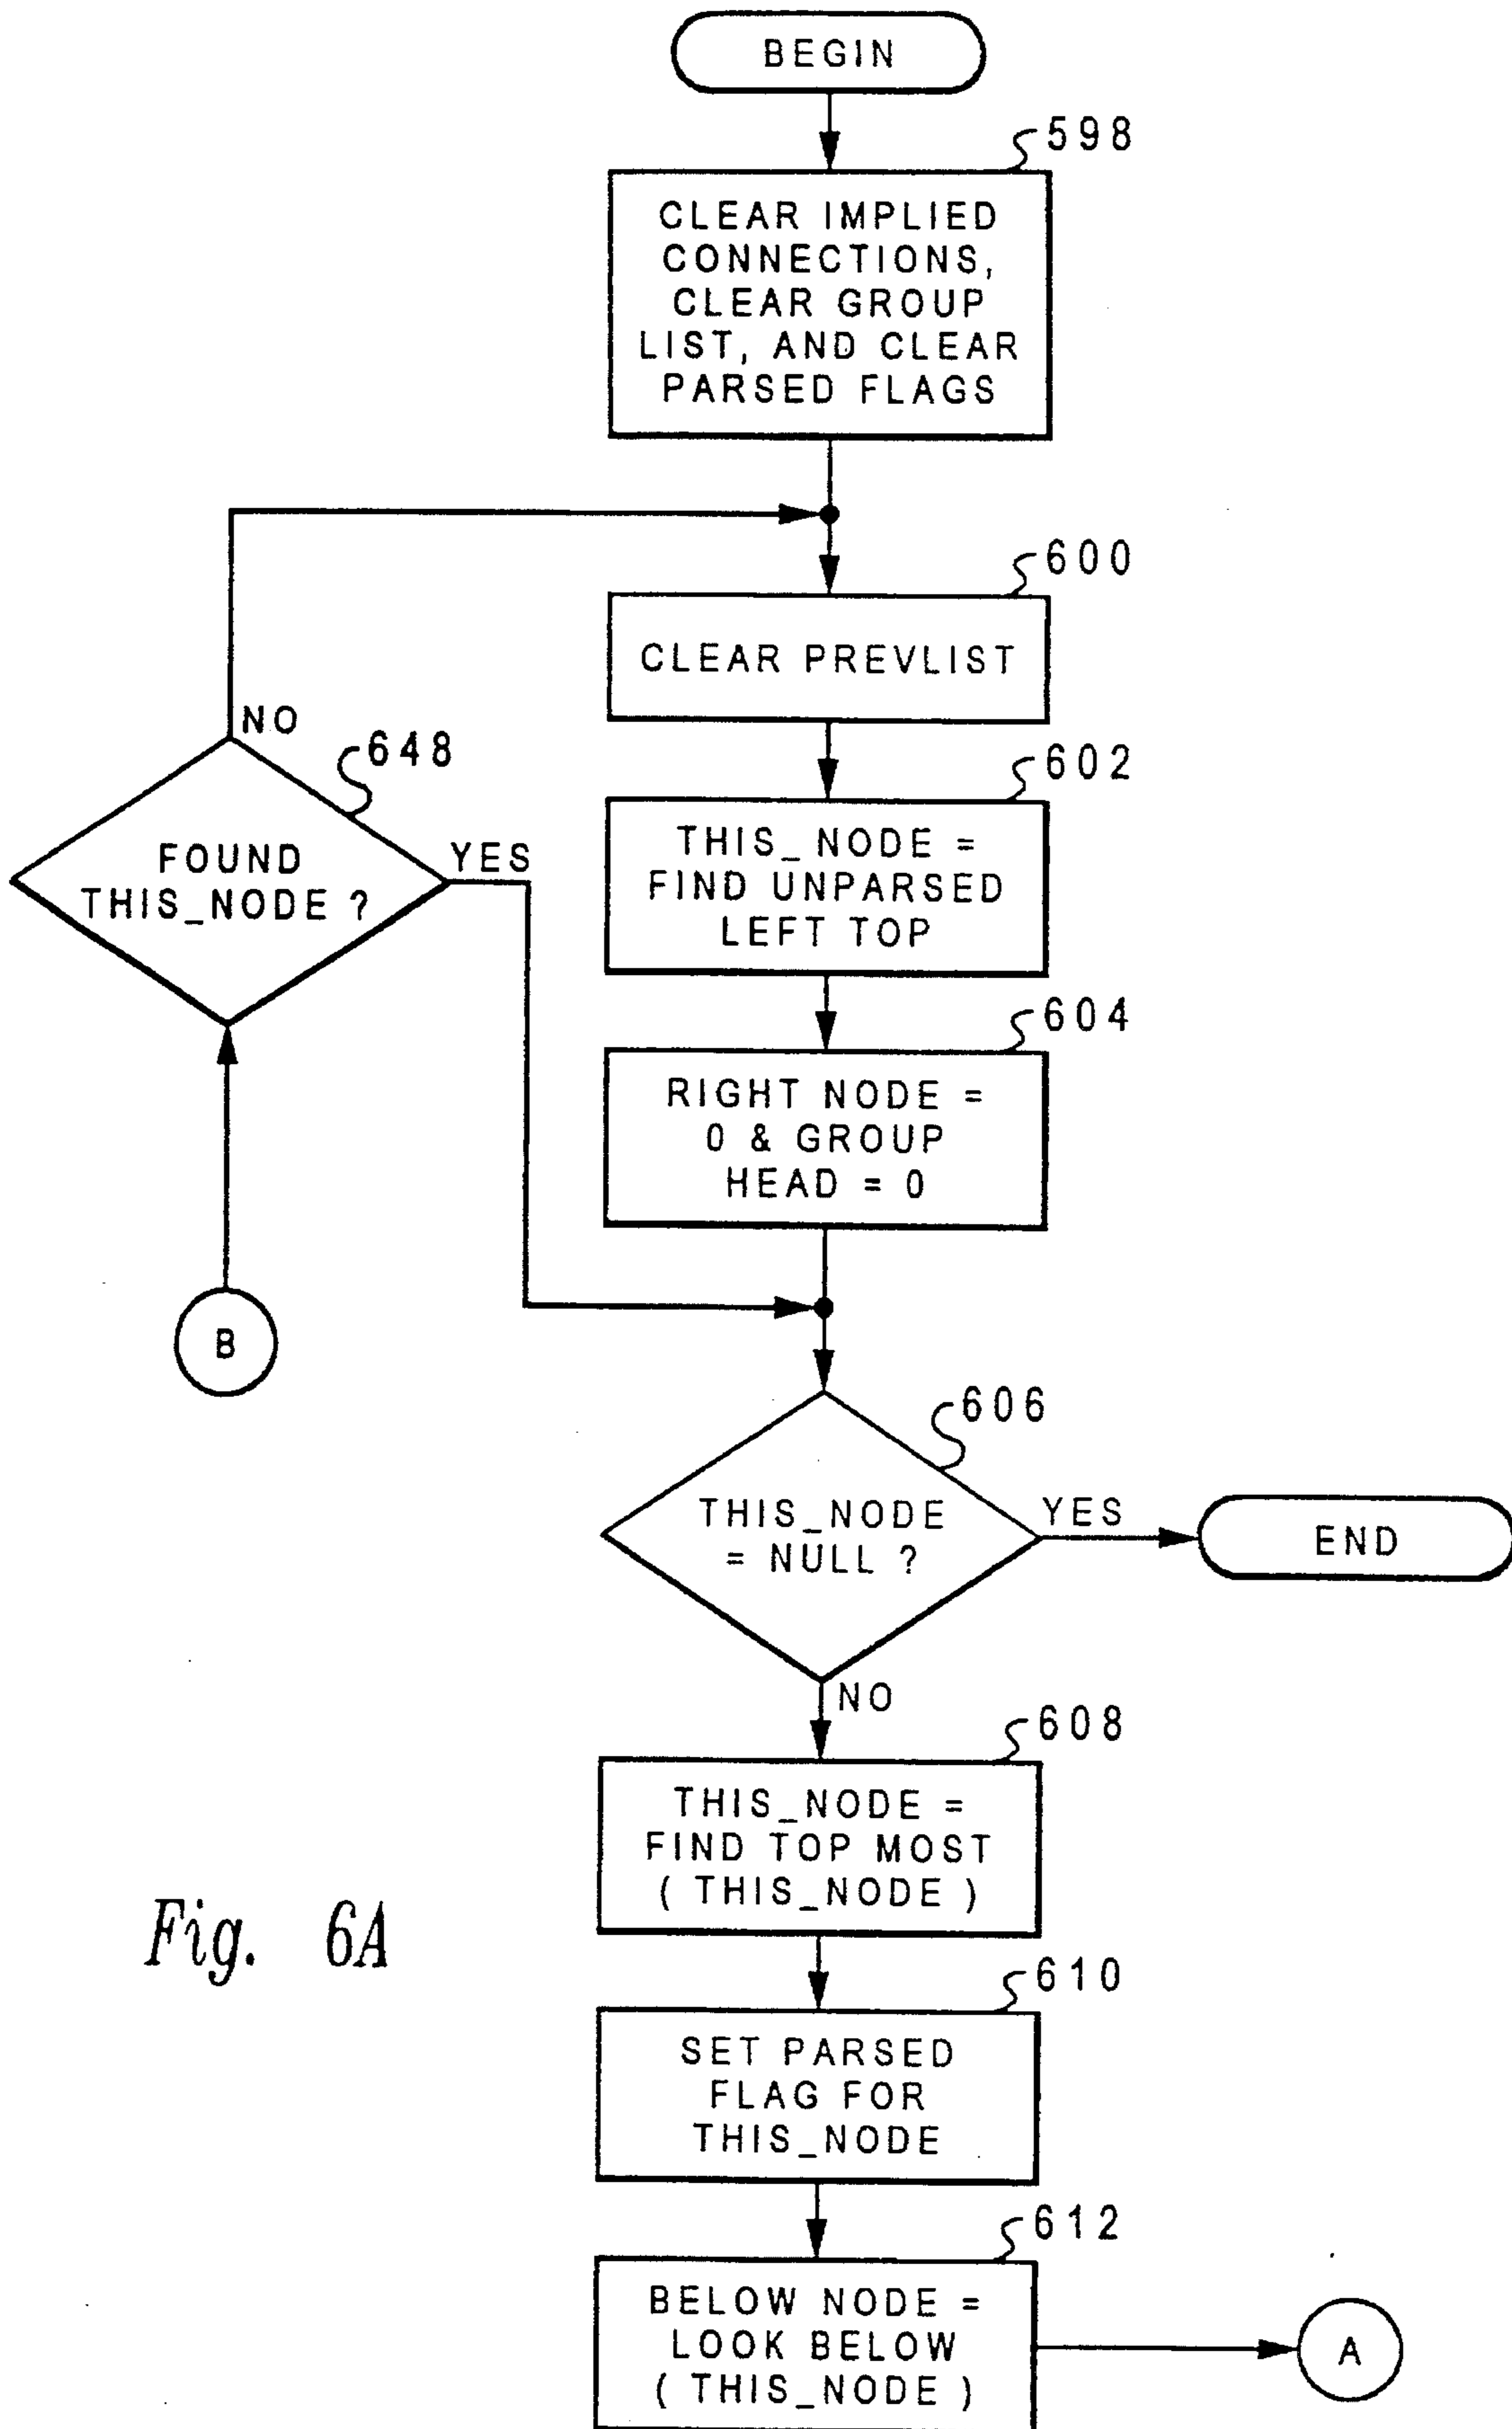 BEGIN
598
CLEAR IMPLIED
CONNECTIONS,
CLEAR GROUP
LIST, AND CLEAR
PARSED FLAGS
600
CLEAR PREVLIST
NO
648
FOUND
THIS_NODE ?
YES
602
THIS_NODE =
FIND UNPARSED
LEFT TOP
604
RIGHT NODE =
0 & GROUP
HEAD = 0
B
606
THIS_NODE
= NULL ?
YES
END
NO
608
THIS_NODE =
FIND TOP MOST
( THIS_NODE )
Fig. 6A
610
SET PARSED
FLAG FOR
THIS_NODE
612
BELOW NODE =
LOOK BELOW
( THIS_NODE )
A